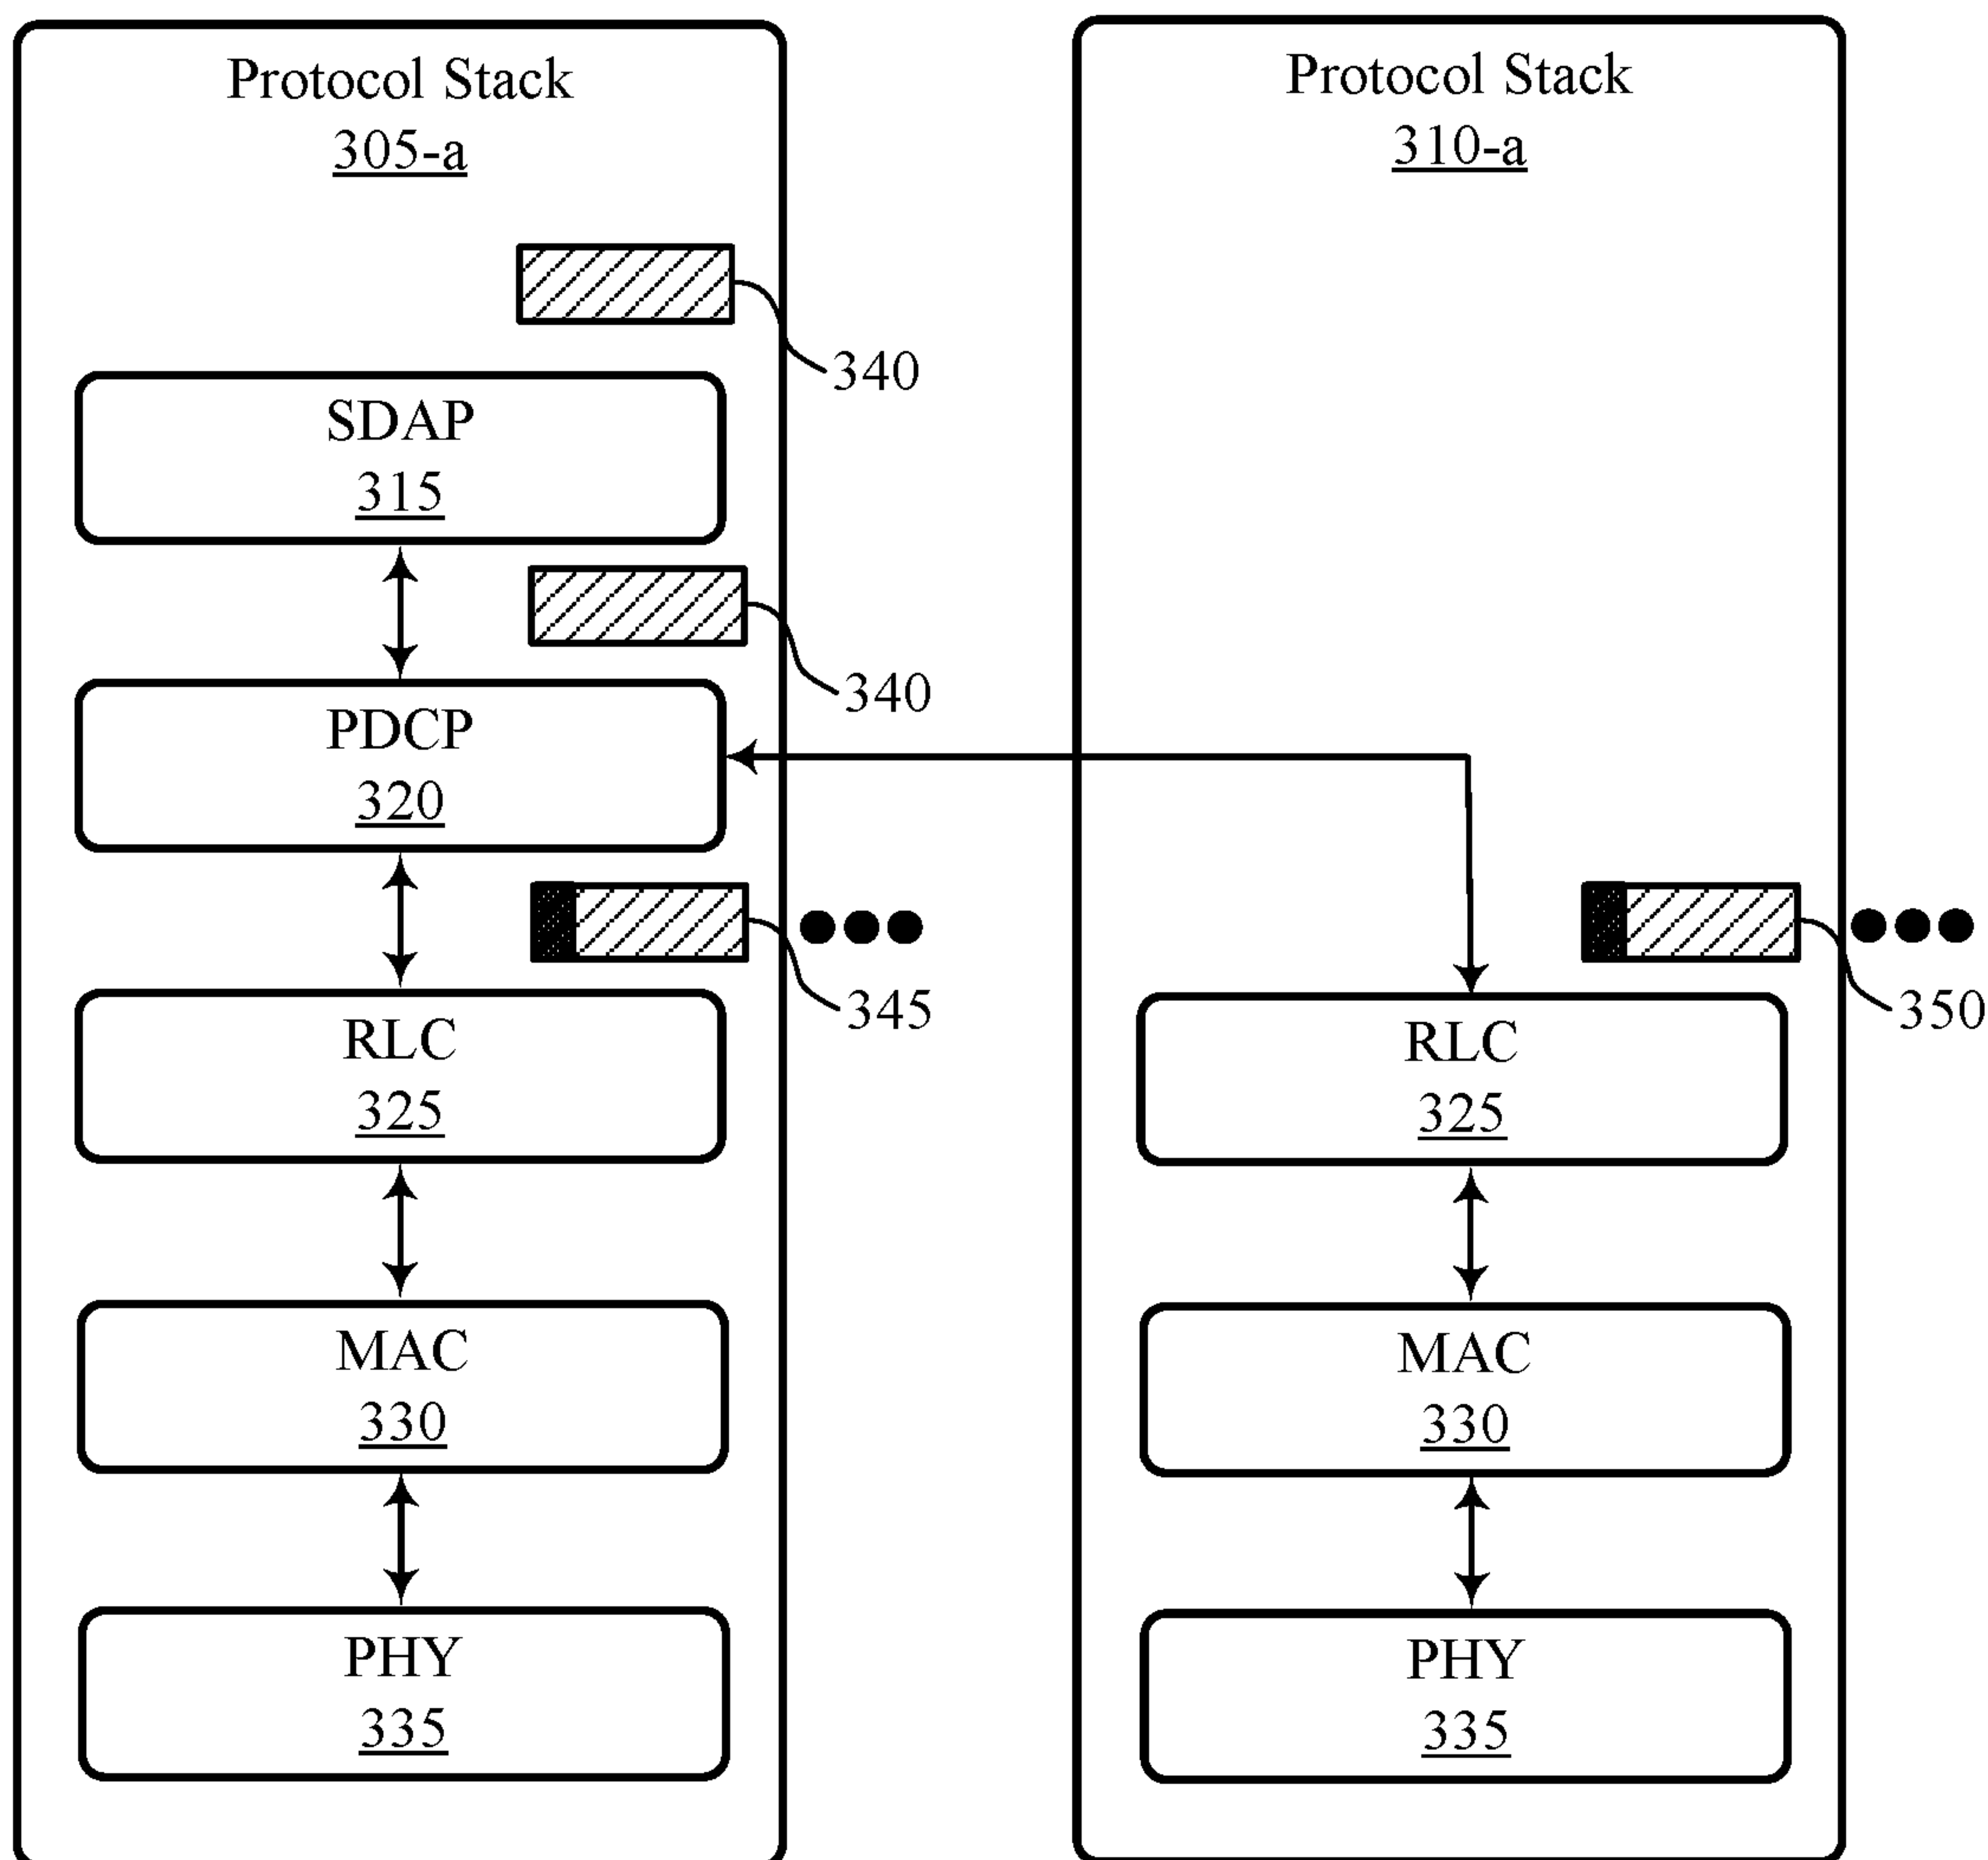 Protocol Stack
305-a
340
SDAP
315
340
PDCP
320
345
RLC
325
MAC
330
PHY
335
Protocol Stack
310-a
350
RLC
325
MAC
330
PHY
335